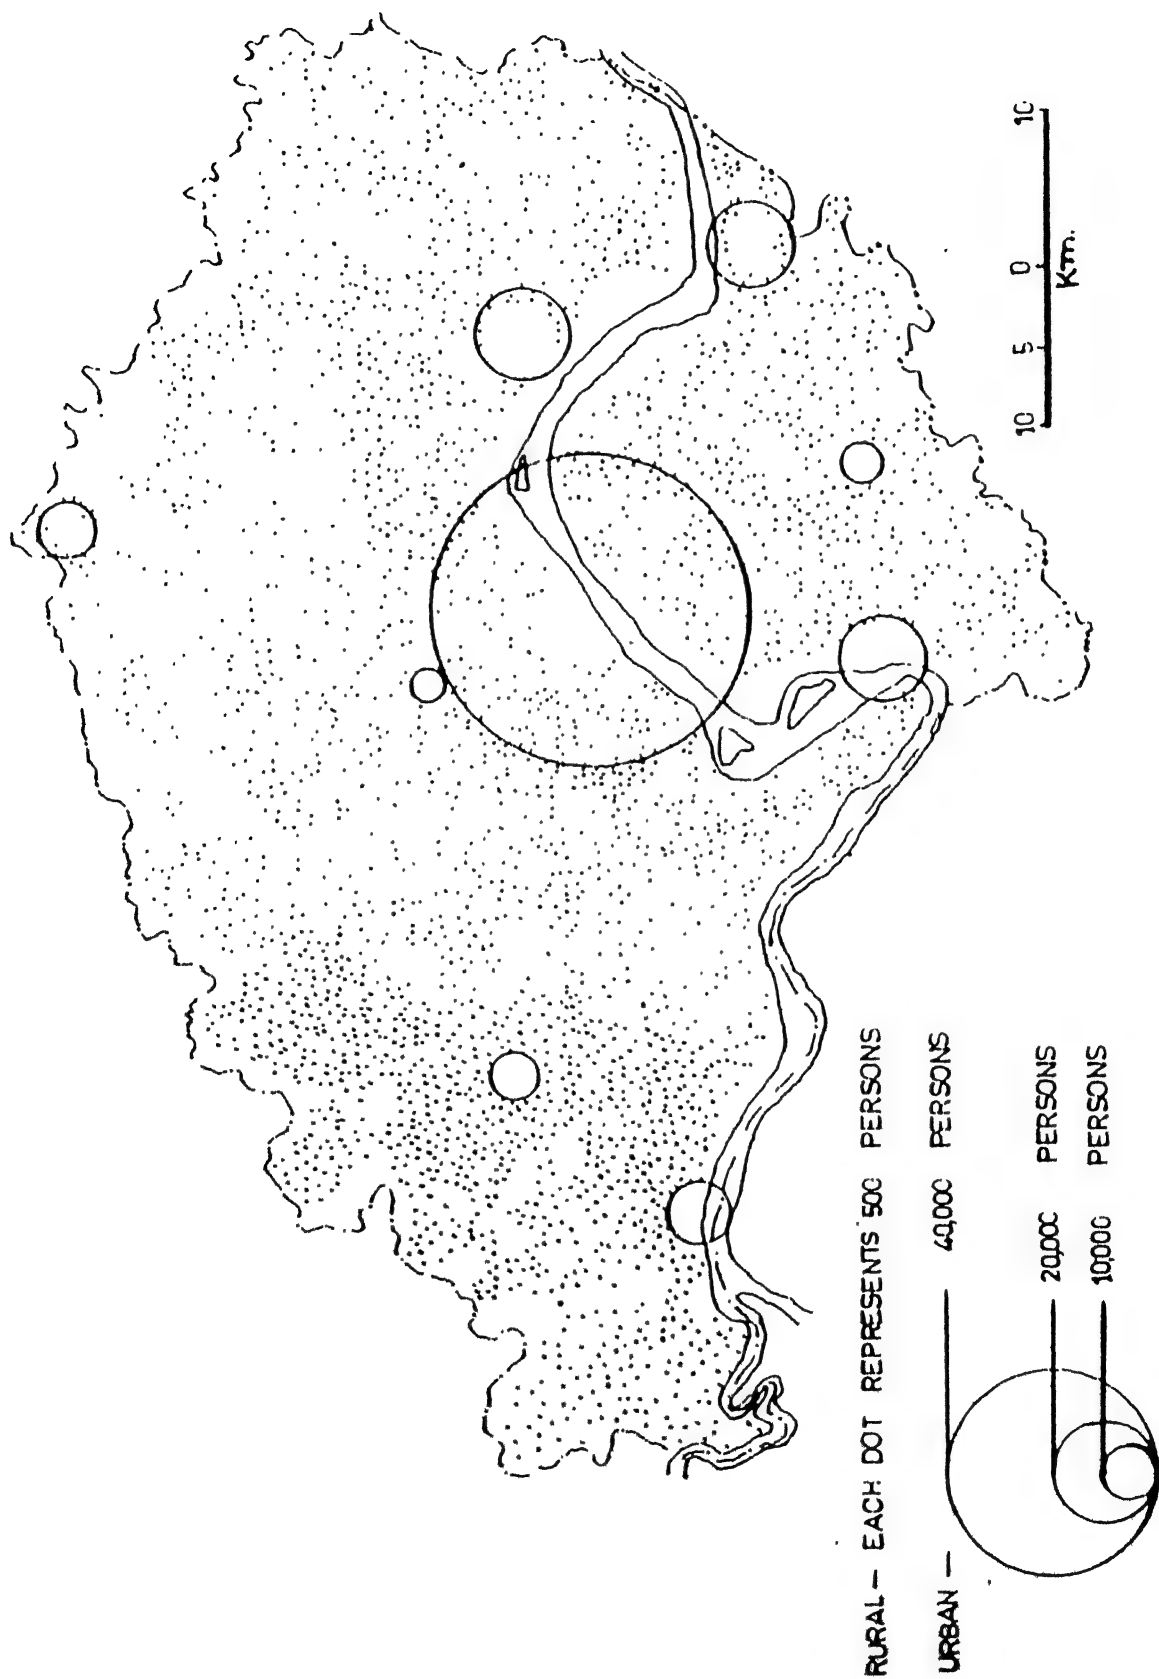 RURAL — EACH DOT REPRESENTS 500 PERSONS
URBAN —
40,000 PERSONS
20,000 PERSONS
10,000 PERSONS
10 5 0 10
Km.